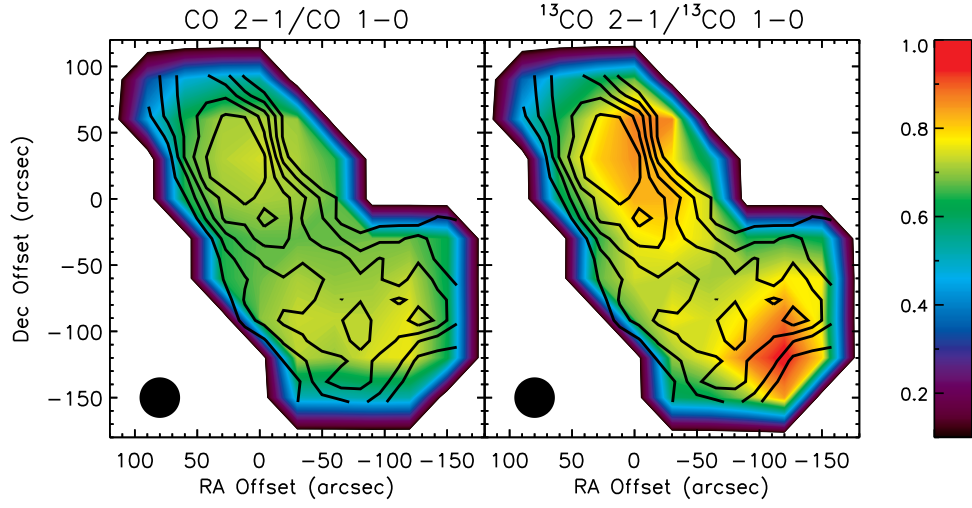 CO 2-1/CO 1-0
¹³CO 2-1/¹³CO 1-0
Dec Offset (arcsec)
100
50
0
-50
-100
-150
100 50 0 -50 -100 -150
100 50 0 -50 -100 -150
RA Offset (arcsec)
RA Offset (arcsec)
1.0
0.8
0.6
0.4
0.2